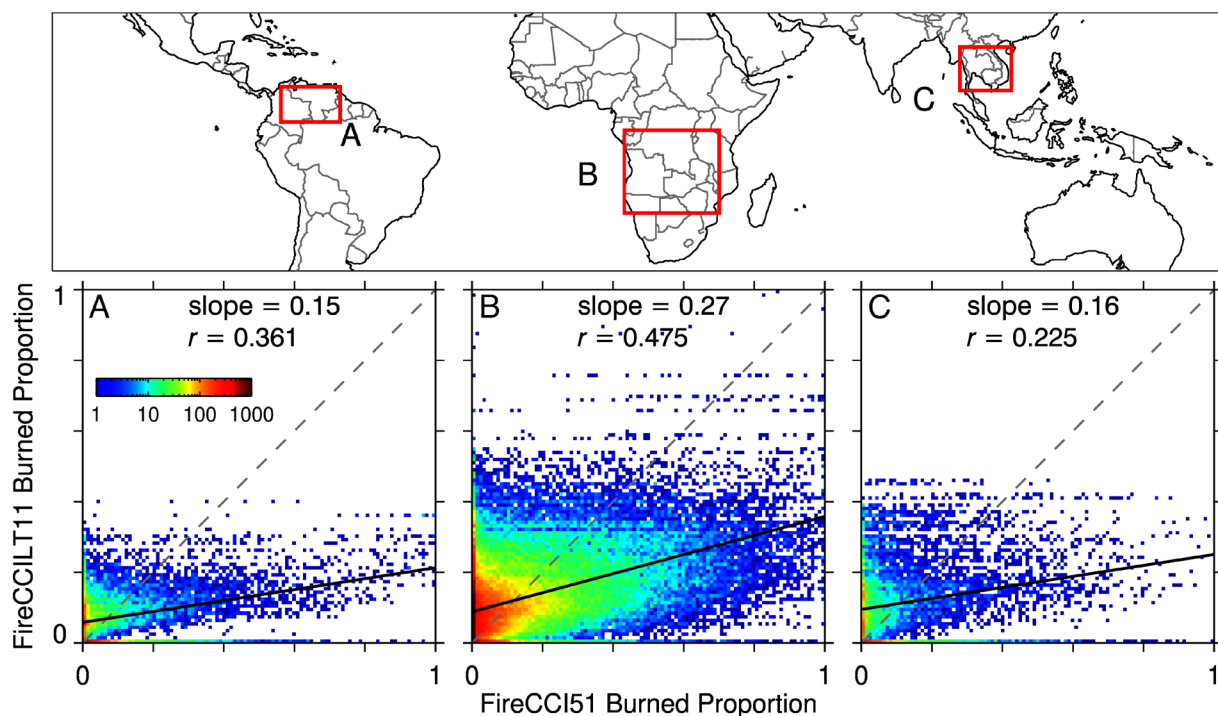 A
B
C
A
slope = 0.15
r = 0.361
B
slope = 0.27
r = 0.475
C
slope = 0.16
r = 0.225
1
0
FireCCILT11 Burned Proportion
1 10 100 1000
0 1 0 1 0 1
FireCCI51 Burned Proportion